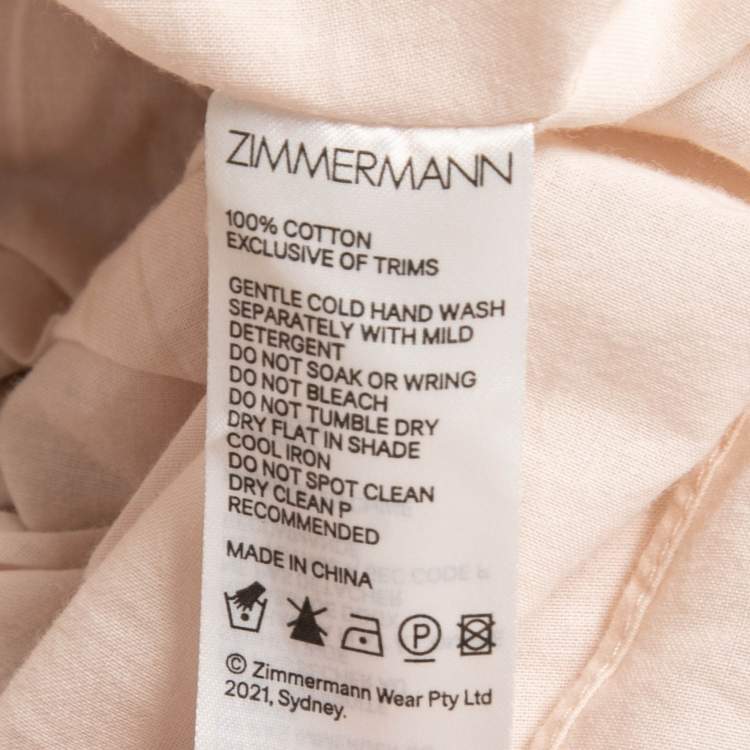 ZIMMERMANN
100% COTTON
EXCLUSIVE OF TRIMS
GENTLE COLD HAND WASH
SEPARATELY WITH MILD
DETERGENT
DO NOT SOAK OR WRING
DO NOT BLEACH
DO NOT TUMBLE DRY
DRY FLAT IN SHADE
COOL IRON
DO NOT SPOT CLEAN
DRY CLEAN P
RECOMMENDED
MADE IN CHINA
P
© Zimmermann Wear Pty Ltd
2021, Sydney.